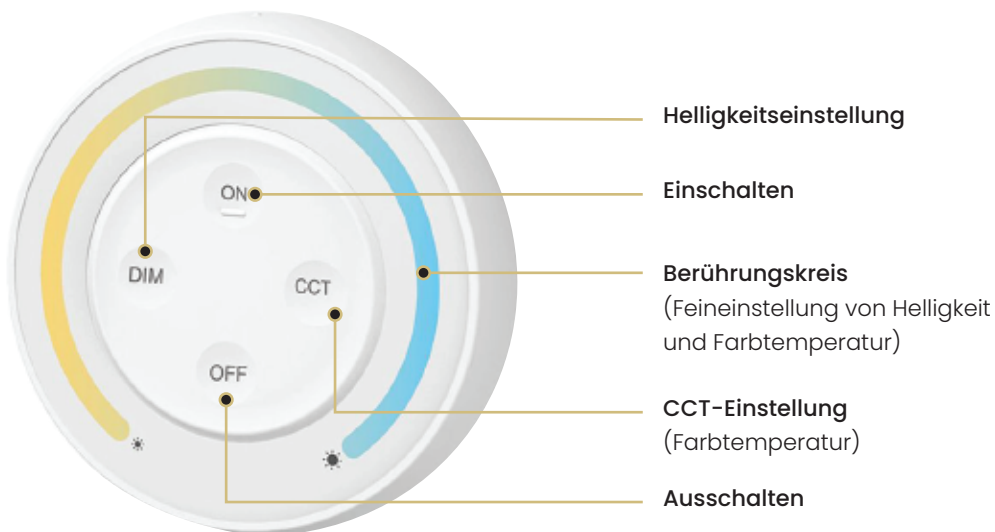 Helligkeitseinstellung
ON
Einschalten
DIM
CCT
Berührungskreis
(Feineinstellung von Helligkeit
und Farbtemperatur)
OFF
CCT-Einstellung
(Farbtemperatur)
Ausschalten